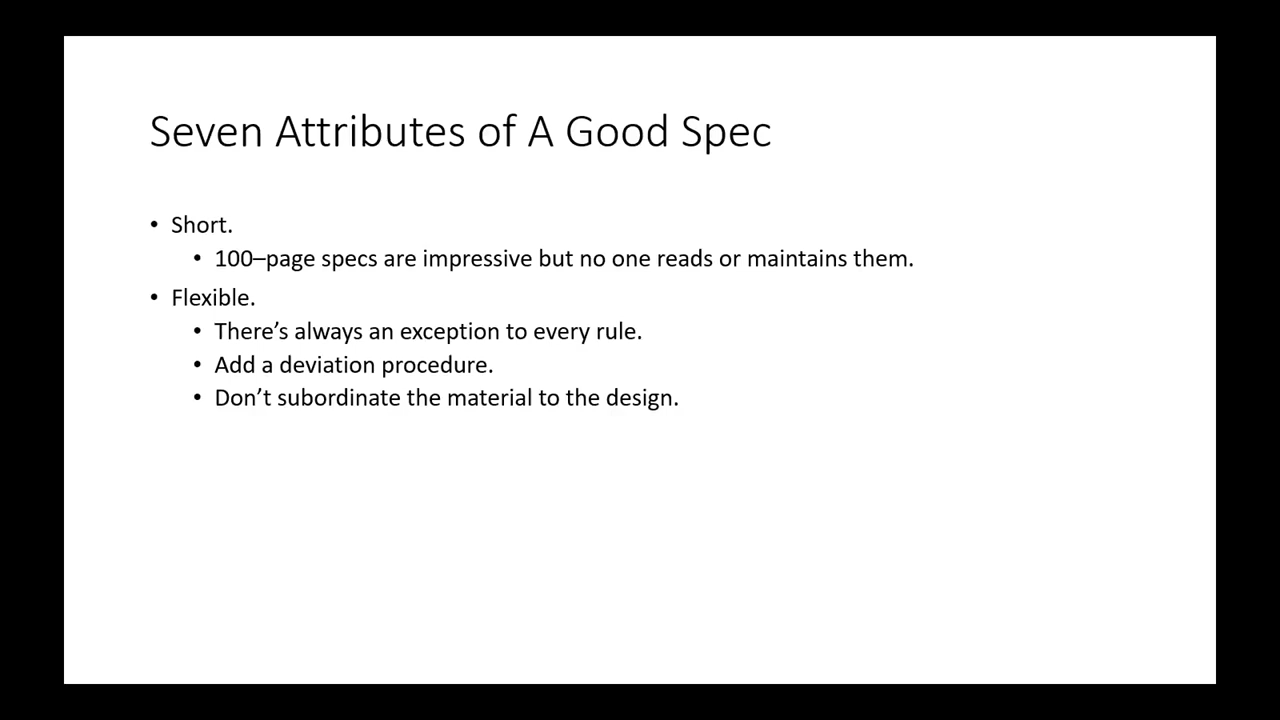 Seven Attributes of A Good Spec
• Short.
• 100–page specs are impressive but no one reads or maintains them.
• Flexible.
• There’s always an exception to every rule.
• Add a deviation procedure.
• Don’t subordinate the material to the design.